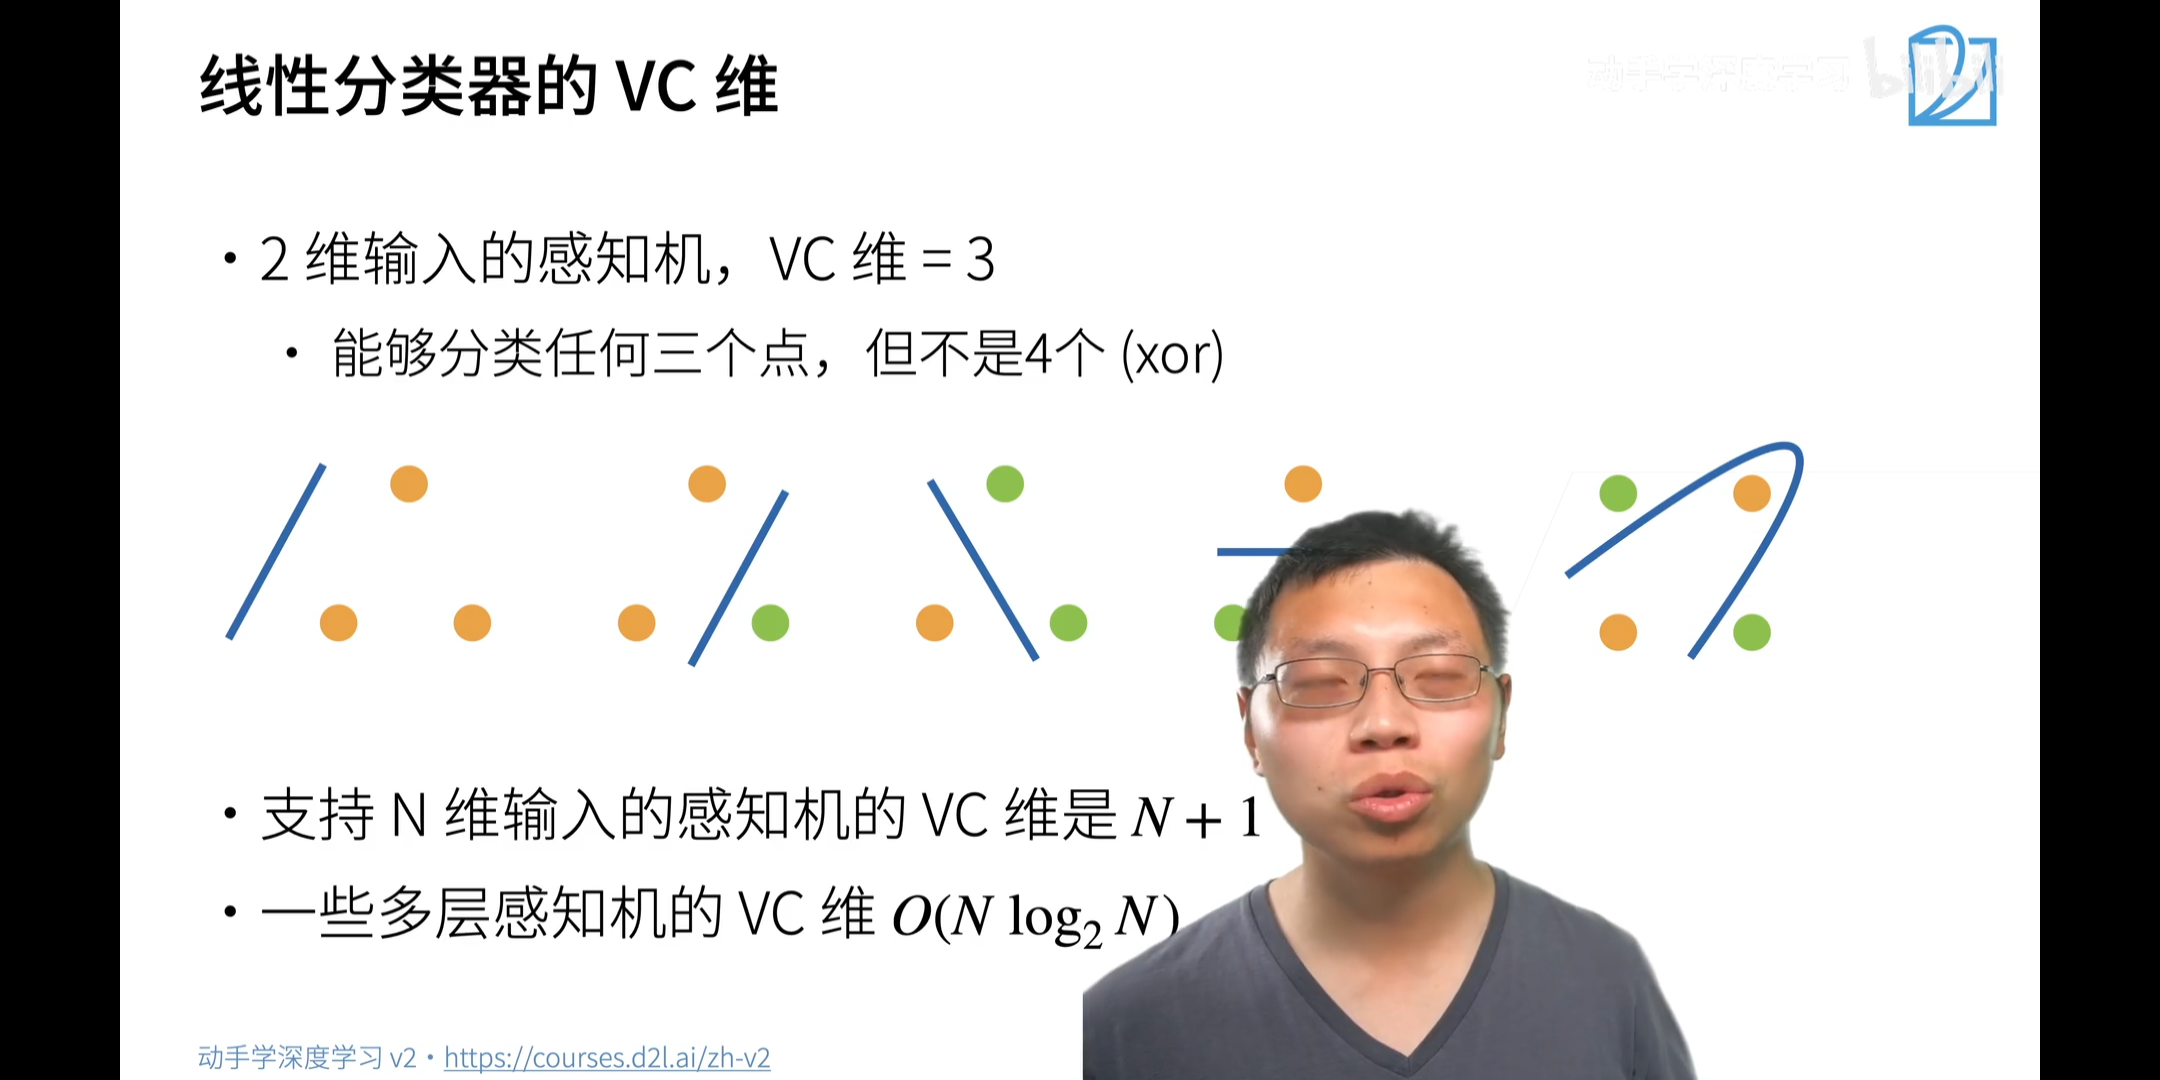 线性分类器的 VC 维
动手学深度学习 bilibili
• 2 维输入的感知机，VC 维 = 3
• 能够分类任何三个点，但不是4个 (xor)
• 支持 N 维输入的感知机的 VC 维是 N + 1
• 一些多层感知机的 VC 维 O(N log₂ N)
动手学深度学习 v2 • https://courses.d2l.ai/zh-v2